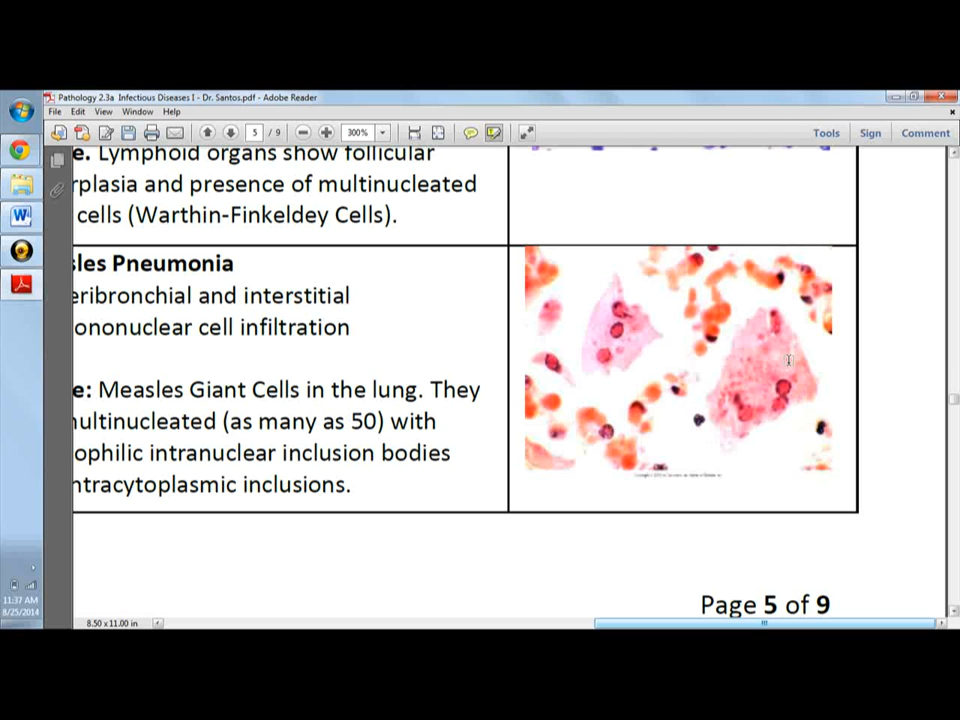 Pathology 2.3a Infectious Diseases I - Dr. Santos.pdf - Adobe Reader
File Edit View Window Help
5 / 9 300% Tools Sign Comment
e. Lymphoid organs show follicular
rplasia and presence of multinucleated
cells (Warthin-Finkeldey Cells).
sles Pneumonia
eribronchial and interstitial
ononuclear cell infiltration
e: Measles Giant Cells in the lung. They
ultinucleated (as many as 50) with
ophilic intranuclear inclusion bodies
ntracytoplasmic inclusions.
Page 5 of 9
11:37 AM
8/25/2014
8.50 x 11.00 in